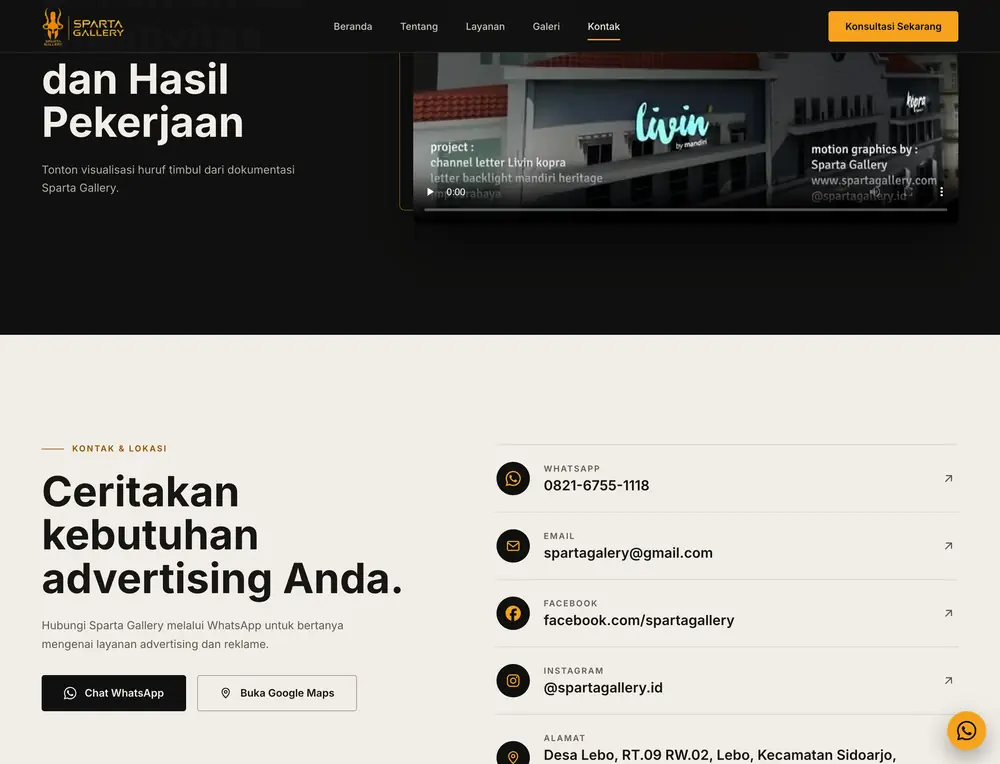 SPARTA
GALLERY
SPARTA
GALLERY
Beranda
Tentang
Layanan
Galeri
Kontak
Konsultasi Sekarang
dan Hasil
Pekerjaan
Tonton visualisasi huruf timbul dari dokumentasi
Sparta Gallery.
livin
by mandiri
kopra
project :
channel letter Livin kopra
letter backlight mandiri heritage
motion graphics by :
Sparta Gallery
www.spartagallery.com
@spartagallery.id
0:00
KONTAK & LOKASI
Ceritakan
kebutuhan
advertising Anda.
Hubungi Sparta Gallery melalui WhatsApp untuk bertanya
mengenai layanan advertising dan reklame.
Chat WhatsApp
Buka Google Maps
WHATSAPP
0821-6755-1118
EMAIL
spartagalery@gmail.com
FACEBOOK
facebook.com/spartagallery
INSTAGRAM
@spartagallery.id
ALAMAT
Desa Lebo, RT.09 RW.02, Lebo, Kecamatan Sidoarjo,